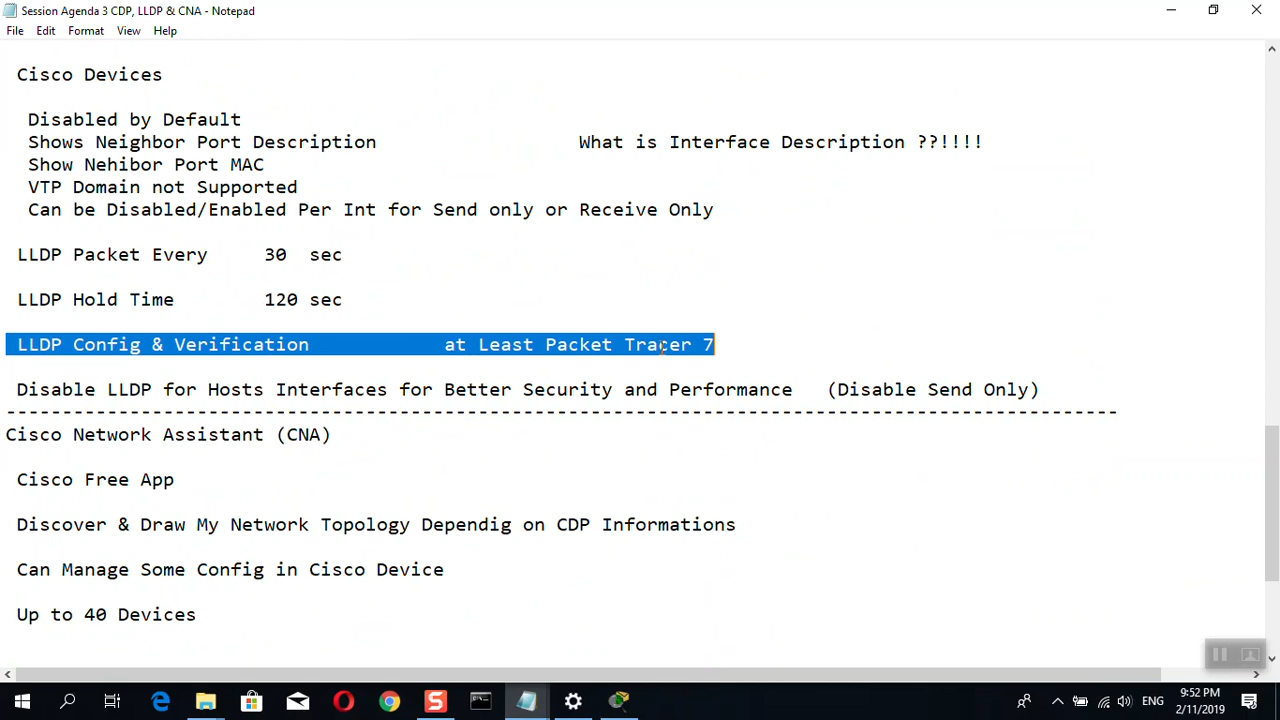 Session Agenda 3 CDP, LLDP & CNA - Notepad
File Edit Format View Help
Cisco Devices
Disabled by Default
Shows Neighbor Port Description What is Interface Description ??!!!!
Show Nehibor Port MAC
VTP Domain not Supported
Can be Disabled/Enabled Per Int for Send only or Receive Only
LLDP Packet Every 30 sec
LLDP Hold Time 120 sec
LLDP Config & Verification at Least Packet Tracer 7
Disable LLDP for Hosts Interfaces for Better Security and Performance (Disable Send Only)
----------------------------------------------------------------------------------------------------
Cisco Network Assistant (CNA)
Cisco Free App
Discover & Draw My Network Topology Dependig on CDP Informations
Can Manage Some Config in Cisco Device
Up to 40 Devices
ENG
9:52 PM
2/11/2019